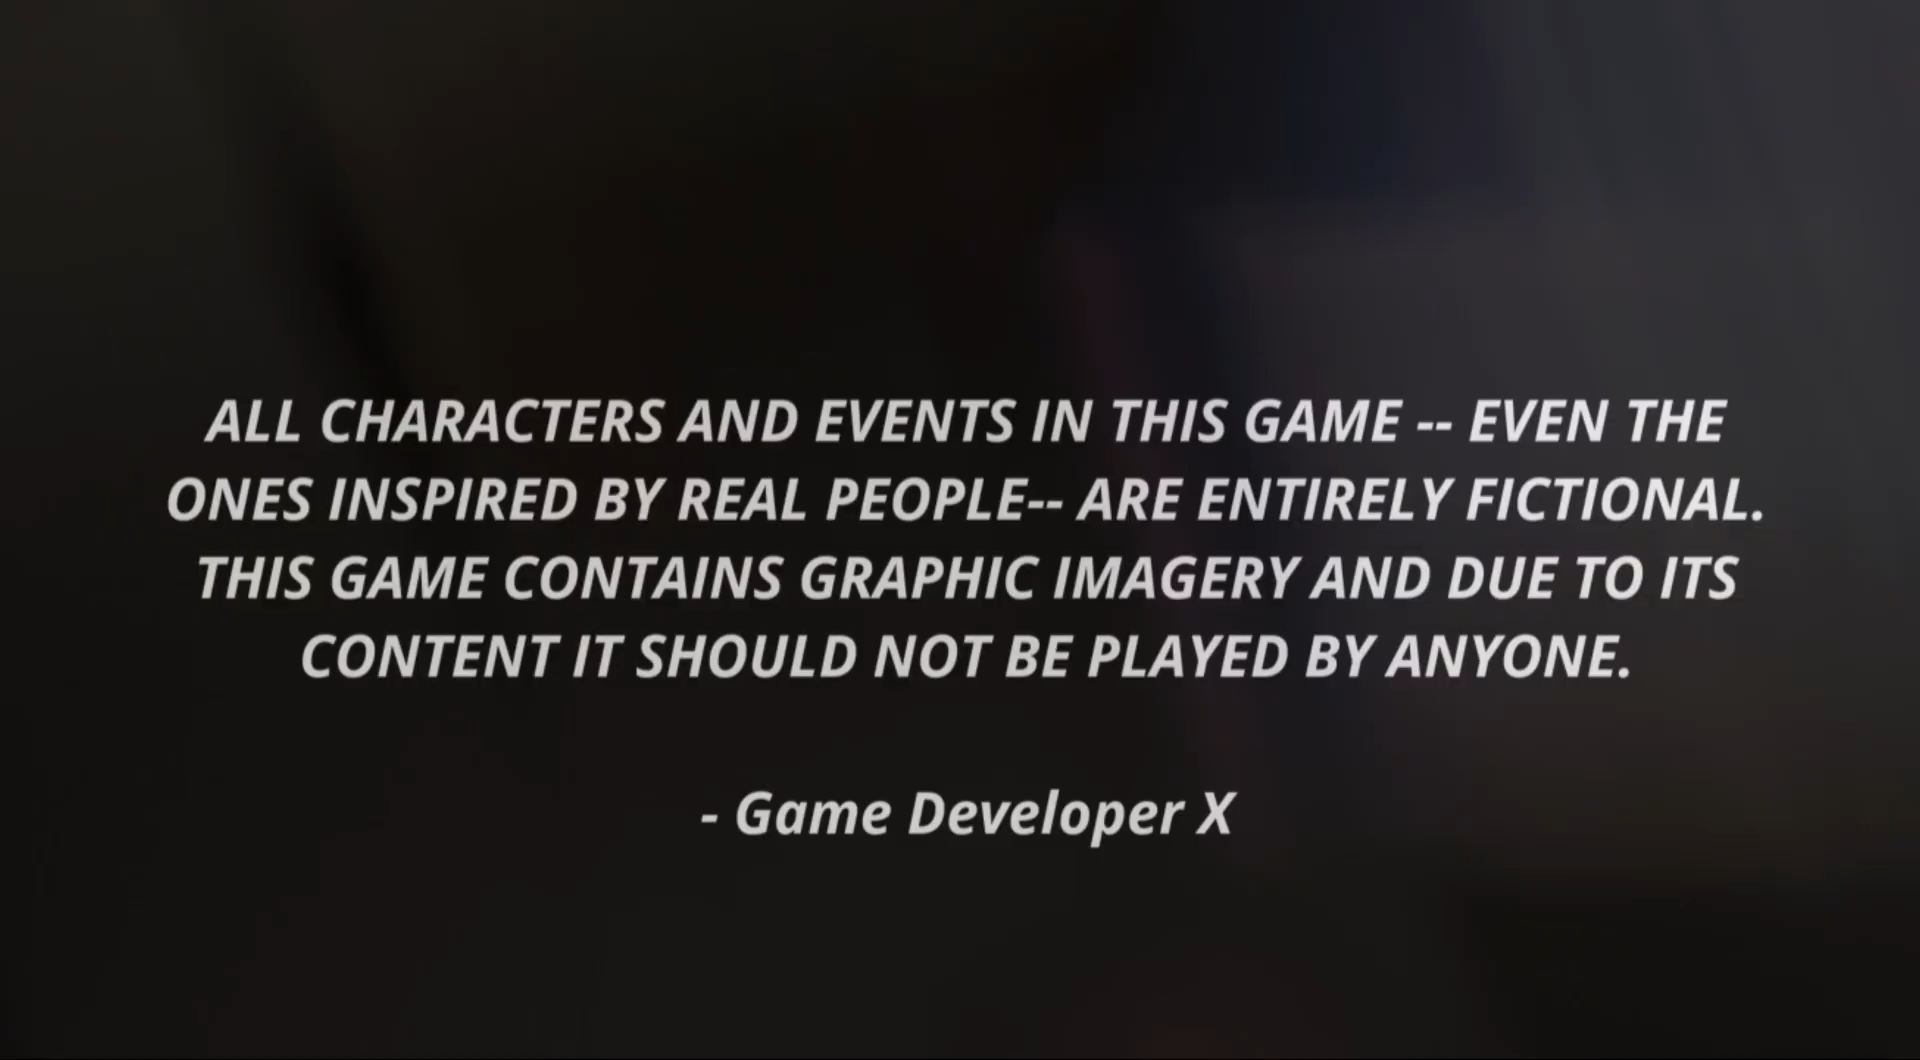 ALL CHARACTERS AND EVENTS IN THIS GAME -- EVEN THE
ONES INSPIRED BY REAL PEOPLE-- ARE ENTIRELY FICTIONAL.
THIS GAME CONTAINS GRAPHIC IMAGERY AND DUE TO ITS
CONTENT IT SHOULD NOT BE PLAYED BY ANYONE.
- Game Developer X